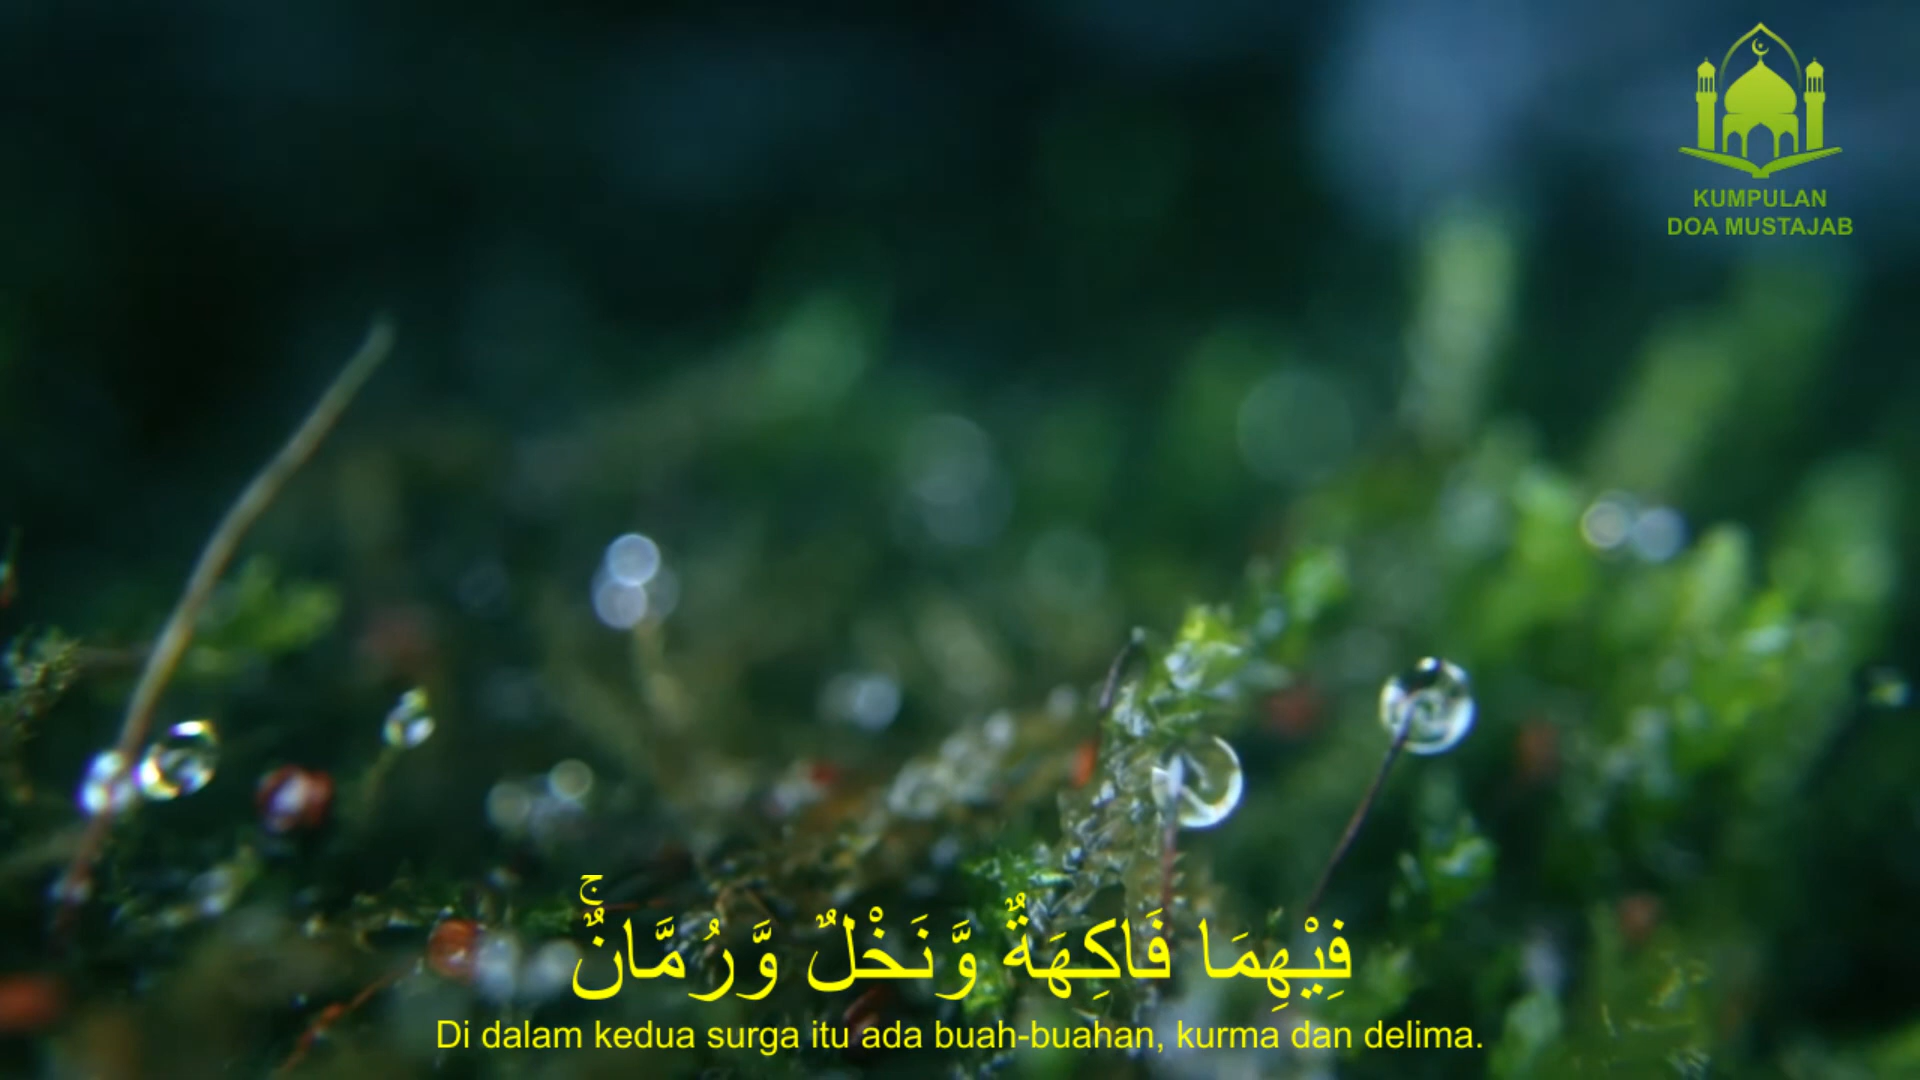 KUMPULAN
DOA MUSTAJAB
فِيْهِمَا فَاكِهَةٌ وَّنَخْلٌ وَّرُمَّانٌۚ
Di dalam kedua surga itu ada buah-buahan, kurma dan delima.